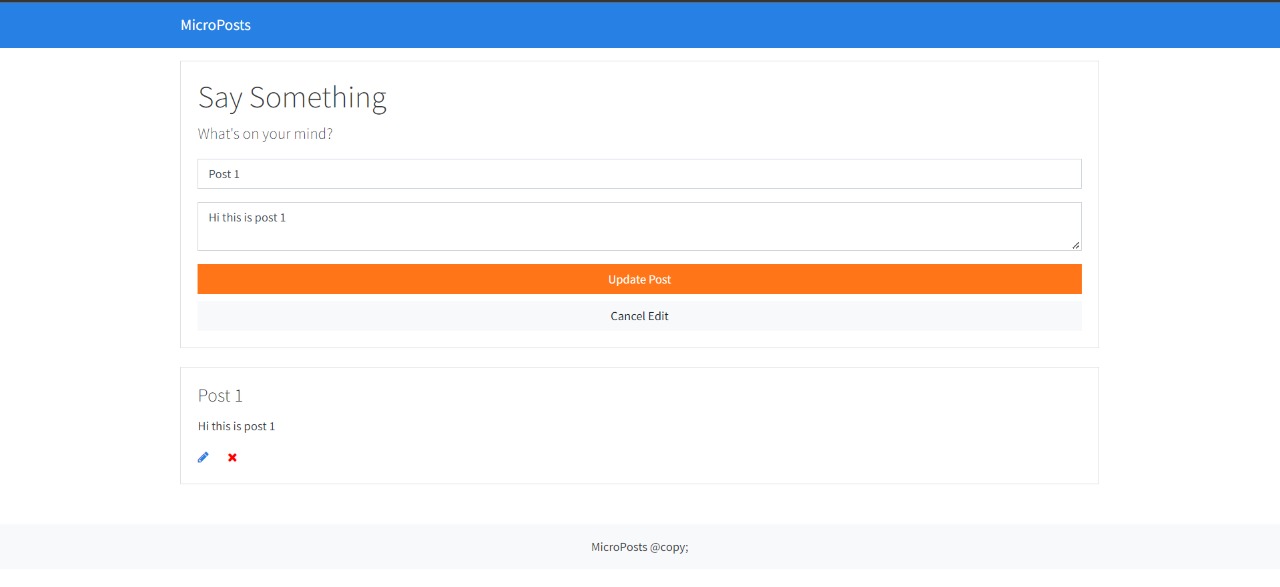 MicroPosts
Say Something
What's on your mind?
Post 1
Hi this is post 1
Update Post
Cancel Edit
Post 1
Hi this is post 1
MicroPosts @copy;